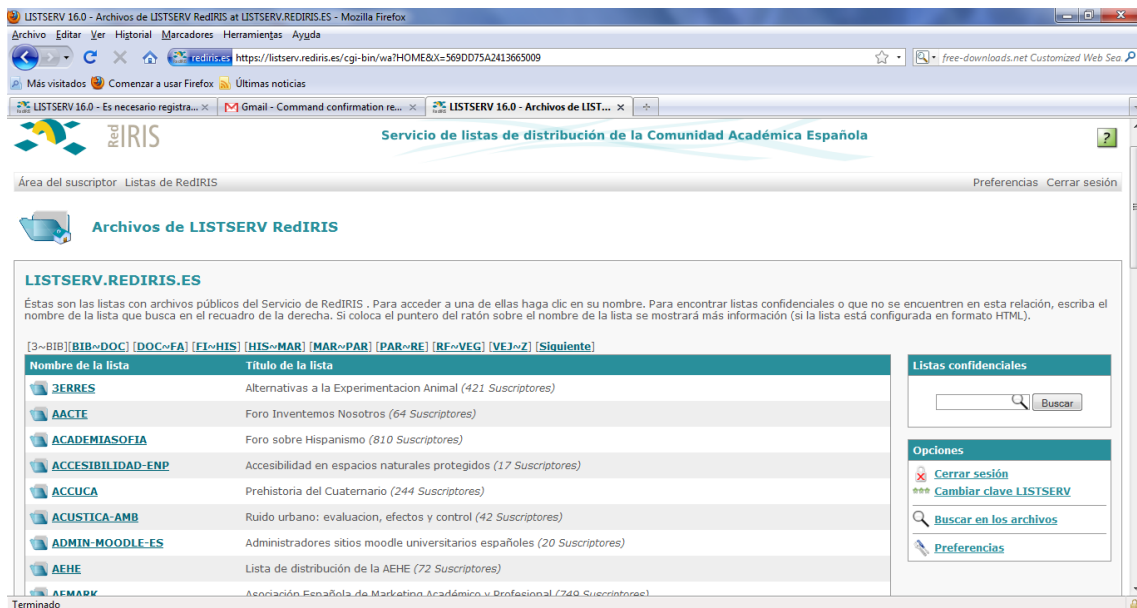 LISTSERV 16.0 - Archivos de LISTSERV RedIRIS at LISTSERV.REDIRIS.ES - Mozilla Firefox
Archivo Editar Ver Historial Marcadores Herramientas Ayuda
rediris.es https://listserv.rediris.es/cgi-bin/wa?HOME&X=569DD75A2413665009 free-downloads.net Customized Web Sea
Más visitados Comenzar a usar Firefox Últimas noticias
LISTSERV 16.0 - Es necesario registra... Gmail - Command confirmation re... LISTSERV 16.0 - Archivos de LIST...
RedIRIS Servicio de listas de distribución de la Comunidad Académica Española ?
Área del suscriptor Listas de RedIRIS Preferencias Cerrar sesión
Archivos de LISTSERV RedIRIS
LISTSERV.REDIRIS.ES
Éstas son las listas con archivos públicos del Servicio de RedIRIS . Para acceder a una de ellas haga clic en su nombre. Para encontrar listas confidenciales o que no se encuentren en esta relación, escriba el
nombre de la lista que busca en el recuadro de la derecha. Si coloca el puntero del ratón sobre el nombre de la lista se mostrará más información (si la lista está configurada en formato HTML).
[3~BIB][BIB~DOC] [DOC~FA] [FI~HIS] [HIS~MAR] [MAR~PAR] [PAR~RE] [RF~VEG] [VEJ~Z] [Siguiente]
Nombre de la lista Título de la lista
3ERRES Alternativas a la Experimentacion Animal (421 Suscriptores)
AACTE Foro Inventemos Nosotros (64 Suscriptores)
ACADEMIASOFIA Foro sobre Hispanismo (810 Suscriptores)
ACCESIBILIDAD-ENP Accesibilidad en espacios naturales protegidos (17 Suscriptores)
ACCUCA Prehistoria del Cuaternario (244 Suscriptores)
ACUSTICA-AMB Ruido urbano: evaluacion, efectos y control (42 Suscriptores)
ADMIN-MOODLE-ES Administradores sitios moodle universitarios españoles (20 Suscriptores)
AEHE Lista de distribución de la AEHE (72 Suscriptores)
AEMARK Asociación Española de Marketing Académico y Profesional (749 Suscriptores)
Listas confidenciales
Buscar
Opciones
Cerrar sesión
Cambiar clave LISTSERV
Buscar en los archivos
Preferencias
Terminado